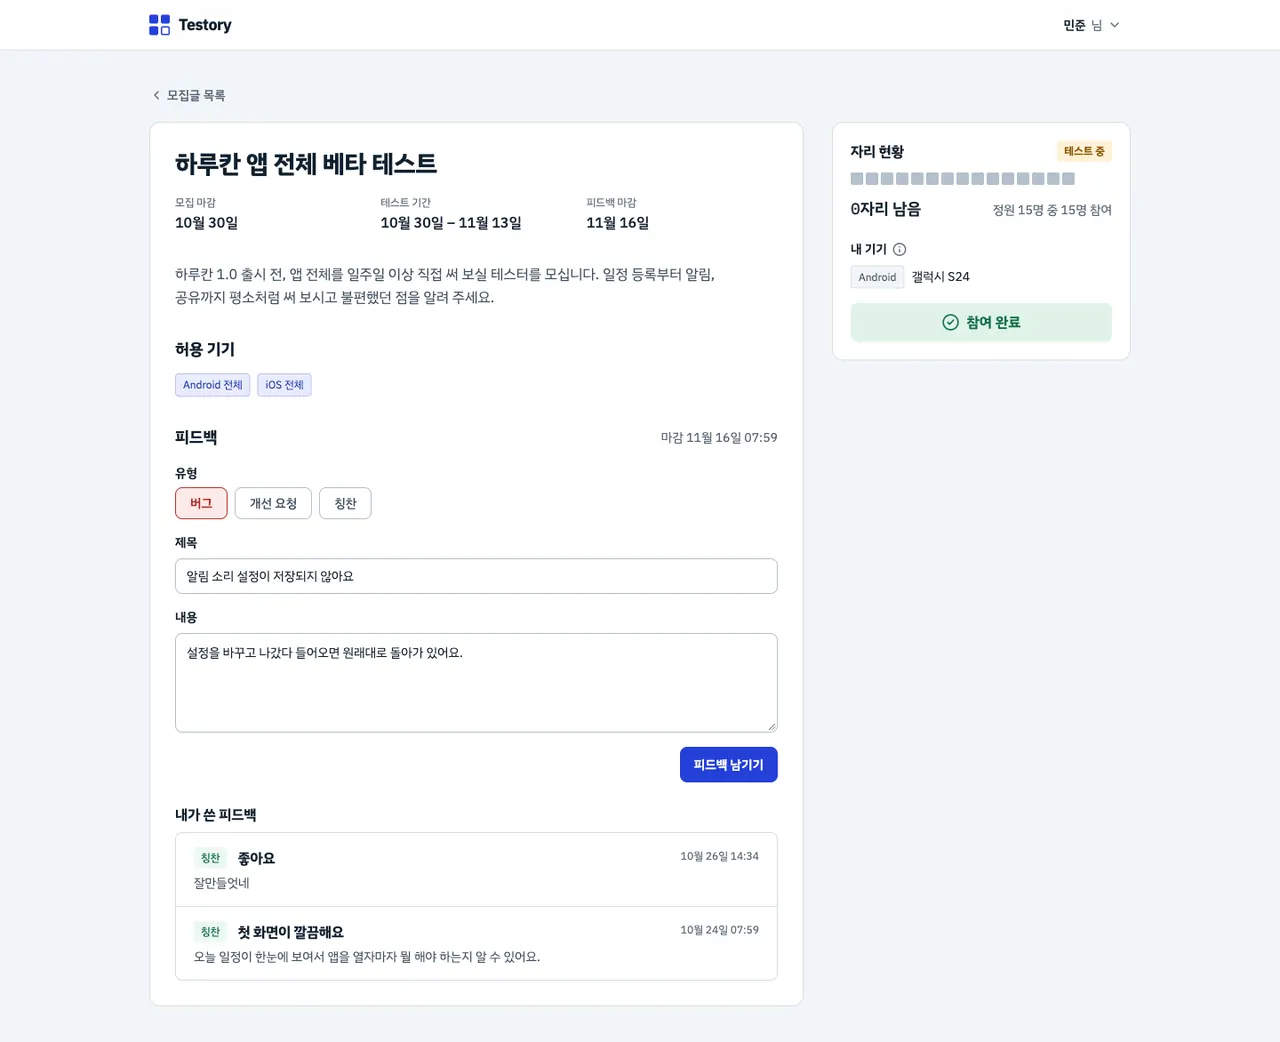 Testory
민준 님
모집글 목록
하루칸 앱 전체 베타 테스트
모집 마감
10월 30일
테스트 기간
10월 30일 – 11월 13일
피드백 마감
11월 16일
하루칸 1.0 출시 전, 앱 전체를 일주일 이상 직접 써 보실 테스터를 모십니다. 일정 등록부터 알림,
공유까지 평소처럼 써 보시고 불편했던 점을 알려 주세요.
허용 기기
Android 전체
iOS 전체
피드백
마감 11월 16일 07:59
유형
버그
개선 요청
칭찬
제목
알림 소리 설정이 저장되지 않아요
내용
설정을 바꾸고 나갔다 들어오면 원래대로 돌아가 있어요.
피드백 남기기
내가 쓴 피드백
칭찬 좋아요
10월 26일 14:34
잘만들엇네
칭찬 첫 화면이 깔끔해요
10월 24일 07:59
오늘 일정이 한눈에 보여서 앱을 열자마자 뭘 해야 하는지 알 수 있어요.
자리 현황
테스트 중
0자리 남음
정원 15명 중 15명 참여
내 기기
Android 갤럭시 S24
참여 완료